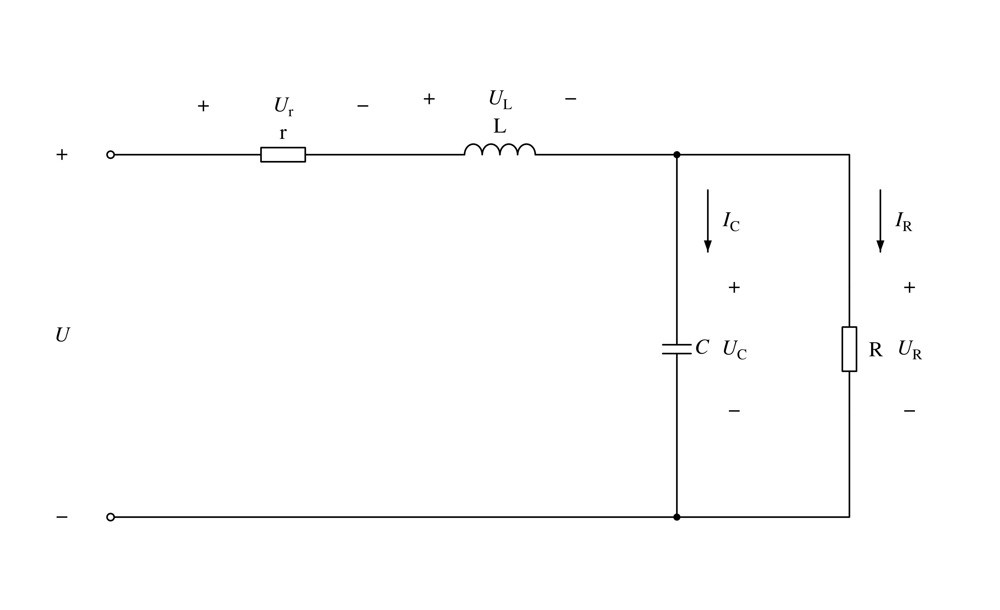 + U_r −
+ U_L −
r
L
+
I_C
I_R
+
+
U
C U_C
R U_R
−
−
−